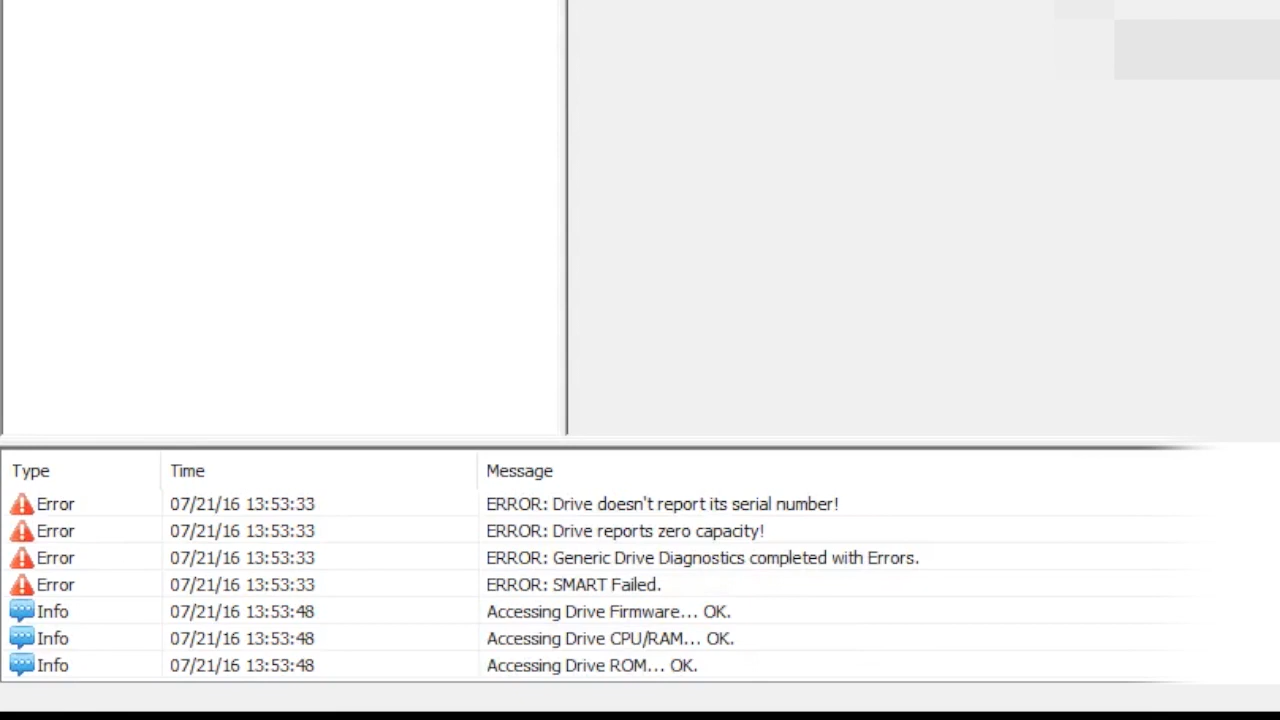 Type Time Message
Error 07/21/16 13:53:33 ERROR: Drive doesn't report its serial number!
Error 07/21/16 13:53:33 ERROR: Drive reports zero capacity!
Error 07/21/16 13:53:33 ERROR: Generic Drive Diagnostics completed with Errors.
Error 07/21/16 13:53:33 ERROR: SMART Failed.
Info 07/21/16 13:53:48 Accessing Drive Firmware... OK.
Info 07/21/16 13:53:48 Accessing Drive CPU/RAM... OK.
Info 07/21/16 13:53:48 Accessing Drive ROM... OK.